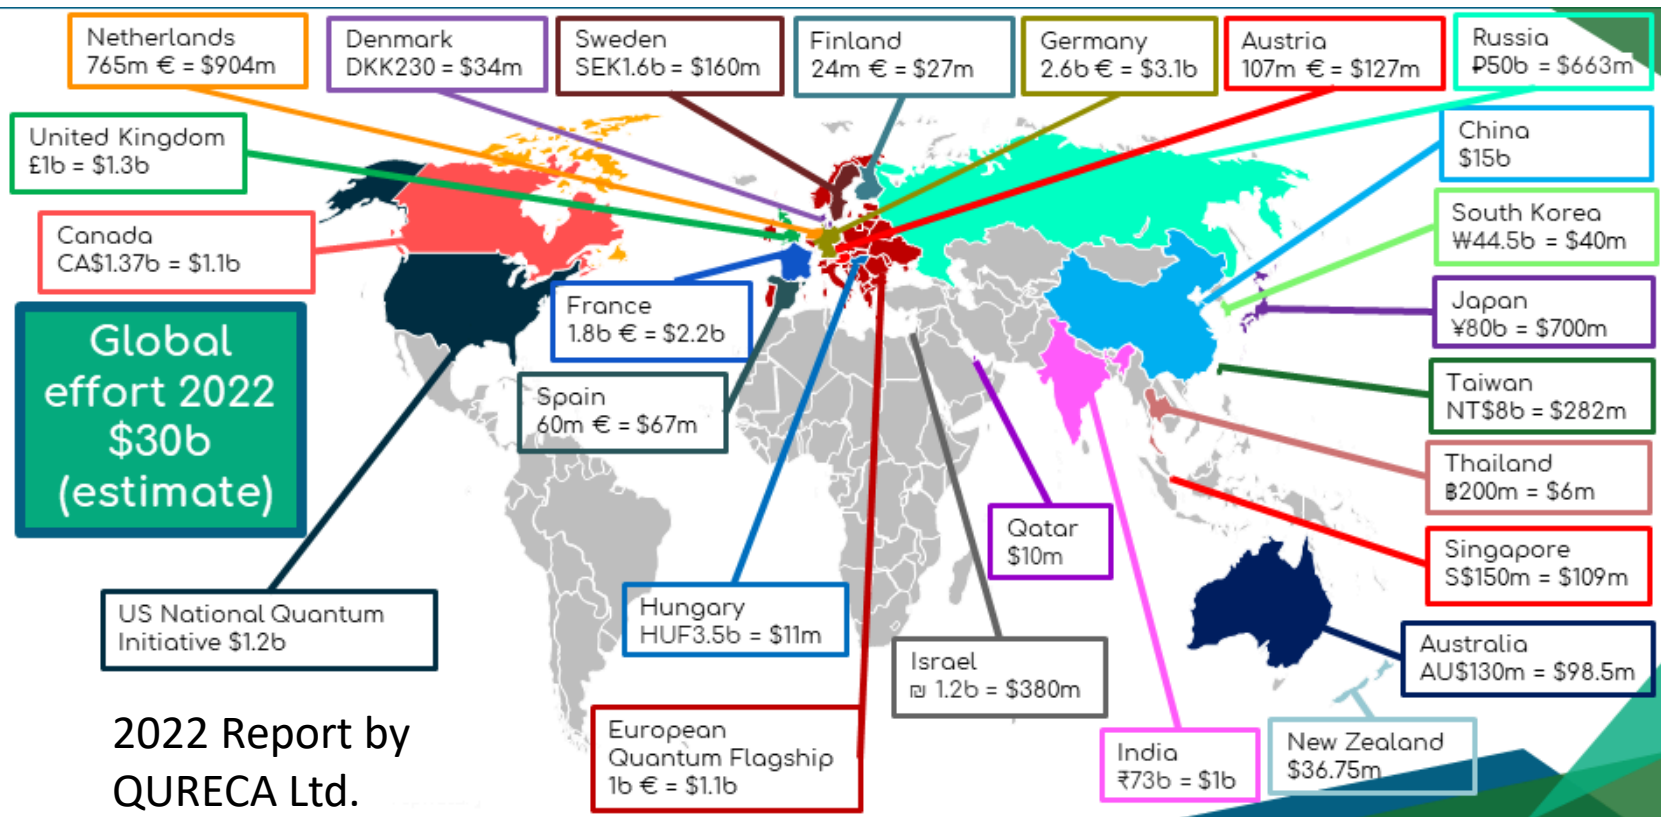 Netherlands
765m € = $904m
Denmark
DKK230 = $34m
Sweden
SEK1.6b = $160m
Finland
24m € = $27m
Germany
2.6b € = $3.1b
Austria
107m € = $127m
Russia
₽50b = $663m
United Kingdom
£1b = $1.3b
China
$15b
Canada
CA$1.37b = $1.1b
South Korea
₩44.5b = $40m
France
1.8b € = $2.2b
Japan
¥80b = $700m
Global
effort 2022
$30b
(estimate)
Spain
60m € = $67m
Taiwan
NT$8b = $282m
Thailand
฿200m = $6m
Qatar
$10m
Singapore
S$150m = $109m
US National Quantum
Initiative $1.2b
Hungary
HUF3.5b = $11m
Israel
₪ 1.2b = $380m
Australia
AU$130m = $98.5m
European
Quantum Flagship
1b € = $1.1b
India
₹73b = $1b
New Zealand
$36.75m
2022 Report by
QURECA Ltd.